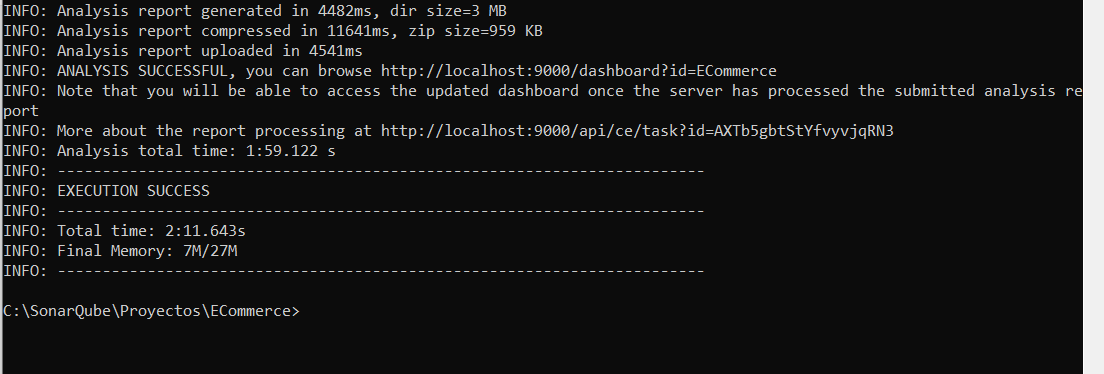 INFO: Analysis report generated in 4482ms, dir size=3 MB
INFO: Analysis report compressed in 11641ms, zip size=959 KB
INFO: Analysis report uploaded in 4541ms
INFO: ANALYSIS SUCCESSFUL, you can browse http://localhost:9000/dashboard?id=ECommerce
INFO: Note that you will be able to access the updated dashboard once the server has processed the submitted analysis re
port
INFO: More about the report processing at http://localhost:9000/api/ce/task?id=AXTb5gbtStYfvyvjqRN3
INFO: Analysis total time: 1:59.122 s
INFO: ------------------------------------------------------------------------
INFO: EXECUTION SUCCESS
INFO: ------------------------------------------------------------------------
INFO: Total time: 2:11.643s
INFO: Final Memory: 7M/27M
INFO: ------------------------------------------------------------------------
C:\SonarQube\Proyectos\ECommerce>